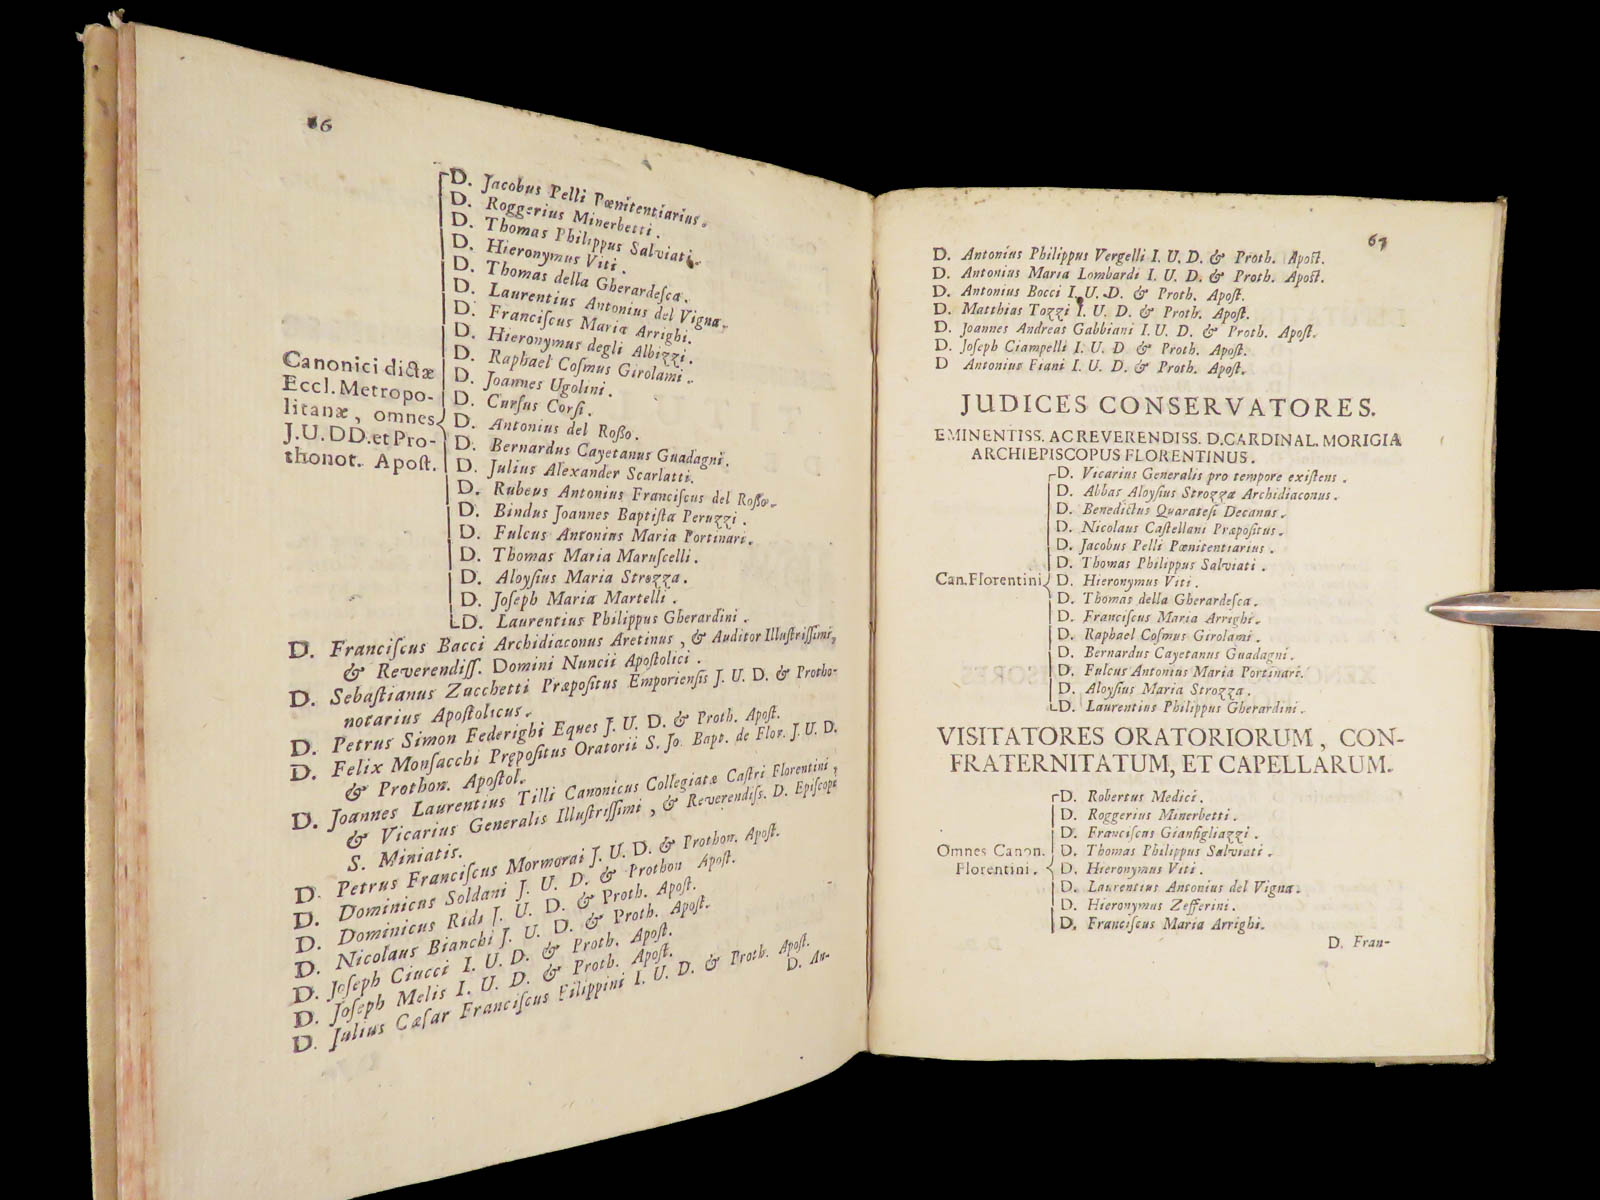 66
D. Jacobus Pelli Pœnitentiarius.
D. Roggerius Minerbetti.
D. Thomas Philippus Salviati.
D. Hieronymus Viti.
D. Thomas della Gherardeſca.
D. Laurentius Antonius del Vigna.
D. Franciſcus Maria Arrighi.
D. Hieronymus degli Albizzi.
D. Raphael Coſmus Girolami.
D. Joannes Ugolini.
D. Curſus Corſi.
D. Antonius del Roſſo.
D. Bernardus Cayetanus Guadagni.
D. Julius Alexander Scarlatti.
D. Rubeus Antonius Franciſcus del Roſſo.
D. Bindus Joannes Baptiſta Peruzzi.
D. Fulcus Antonius Maria Portinari.
D. Thomas Maria Maruſcelli.
D. Aloyſius Maria Strozza.
D. Joſeph Maria Martelli.
D. Laurentius Philippus Gherardini.
Canonici dictæ
Eccl. Metropo-
litanæ, omnes
J. U. DD. et Pro-
thonot. Apoſt.
D. Franciſcus Bacci Archidiaconus Aretinus, & Auditor Illuſtriſſimi,
& Reverendiſſ. Domini Nuncii Apoſtolici.
D. Sebaſtianus Zucchetti Præpoſitus Emporienſis J. U. D. & Protho-
notarius Apoſtolicus.
D. Petrus Simon Federighi Eques J. U. D. & Proth. Apoſt.
D. Felix Monſacchi Prępoſitus Oratorii S. Jo. Bapt. de Flor. J. U. D.
& Prothon. Apoſtol.
D. Joannes Laurentius Tilli Canonicus Collegiatæ Caſtri Florentini,
& Vicarius Generalis Illuſtriſſimi, & Reverendiſs. D. Epiſcopi
S. Miniatis.
D. Petrus Franciſcus Mormorai J. U. D. & Prothon. Apoſt.
D. Dominicus Soldani J. U. D. & Prothon Apoſt.
D. Dominicus Ridi J. U. D. & Proth. Apoſt.
D. Nicolaus Bianchi J. U. D. & Proth. Apoſt.
D. Joſeph Ciucci I. U. D. & Proth. Apoſt.
D. Joſeph Melis I. U. D. & Proth. Apoſt.
D. Julius Cæſar Franciſcus Filippini I. U. D. & Proth. Apoſt.
D. An-
67
D. Antonius Philippus Vergelli I. U. D. & Proth. Apoſt.
D. Antonius Maria Lombardi I. U. D. & Proth. Apoſt.
D. Antonius Bocci I. U. D. & Proth. Apoſt.
D. Matthias Tozzi I. U. D. & Proth. Apoſt.
D. Joannes Andreas Gabbiani I. U. D. & Proth. Apoſt.
D. Joſeph Ciampelli I. U. D & Proth. Apoſt.
D Antonius Fiani I. U. D. & Proth. Apoſt.
JUDICES CONSERVATORES.
EMINENTISS. AC REVERENDISS. D. CARDINAL. MORIGIA
ARCHIEPISCOPUS FLORENTINUS.
D. Vicarius Generalis pro tempore exiſtens.
D. Abbas Aloyſius Strozza Archidiaconus.
D. Benedictus Quarateſi Decanus.
D. Nicolaus Caſtellani Præpoſitus.
D. Jacobus Pelli Pœnitentiarius.
D. Thomas Philippus Salviati.
Can. Florentini D. Hieronymus Viti.
D. Thomas della Gherardeſca.
D. Franciſcus Maria Arrighi.
D. Raphael Coſmus Girolami.
D. Bernardus Cayetanus Guadagni.
D. Fulcus Antonius Maria Portinari.
D. Aloyſius Maria Strozza.
D. Laurentius Philippus Gherardini.
VISITATORES ORATORIORUM, CON-
FRATERNITATUM, ET CAPELLARUM.
D. Robertus Medici.
D. Roggerius Minerbetti.
D. Franciſcus Gianfigliazzi.
Omnes Canon. D. Thomas Philippus Salviati.
Florentini. D. Hieronymus Viti.
D. Laurentius Antonius del Vigna.
D. Hieronymus Zefferini.
D. Franciſcus Maria Arrighi.
D. Fran-